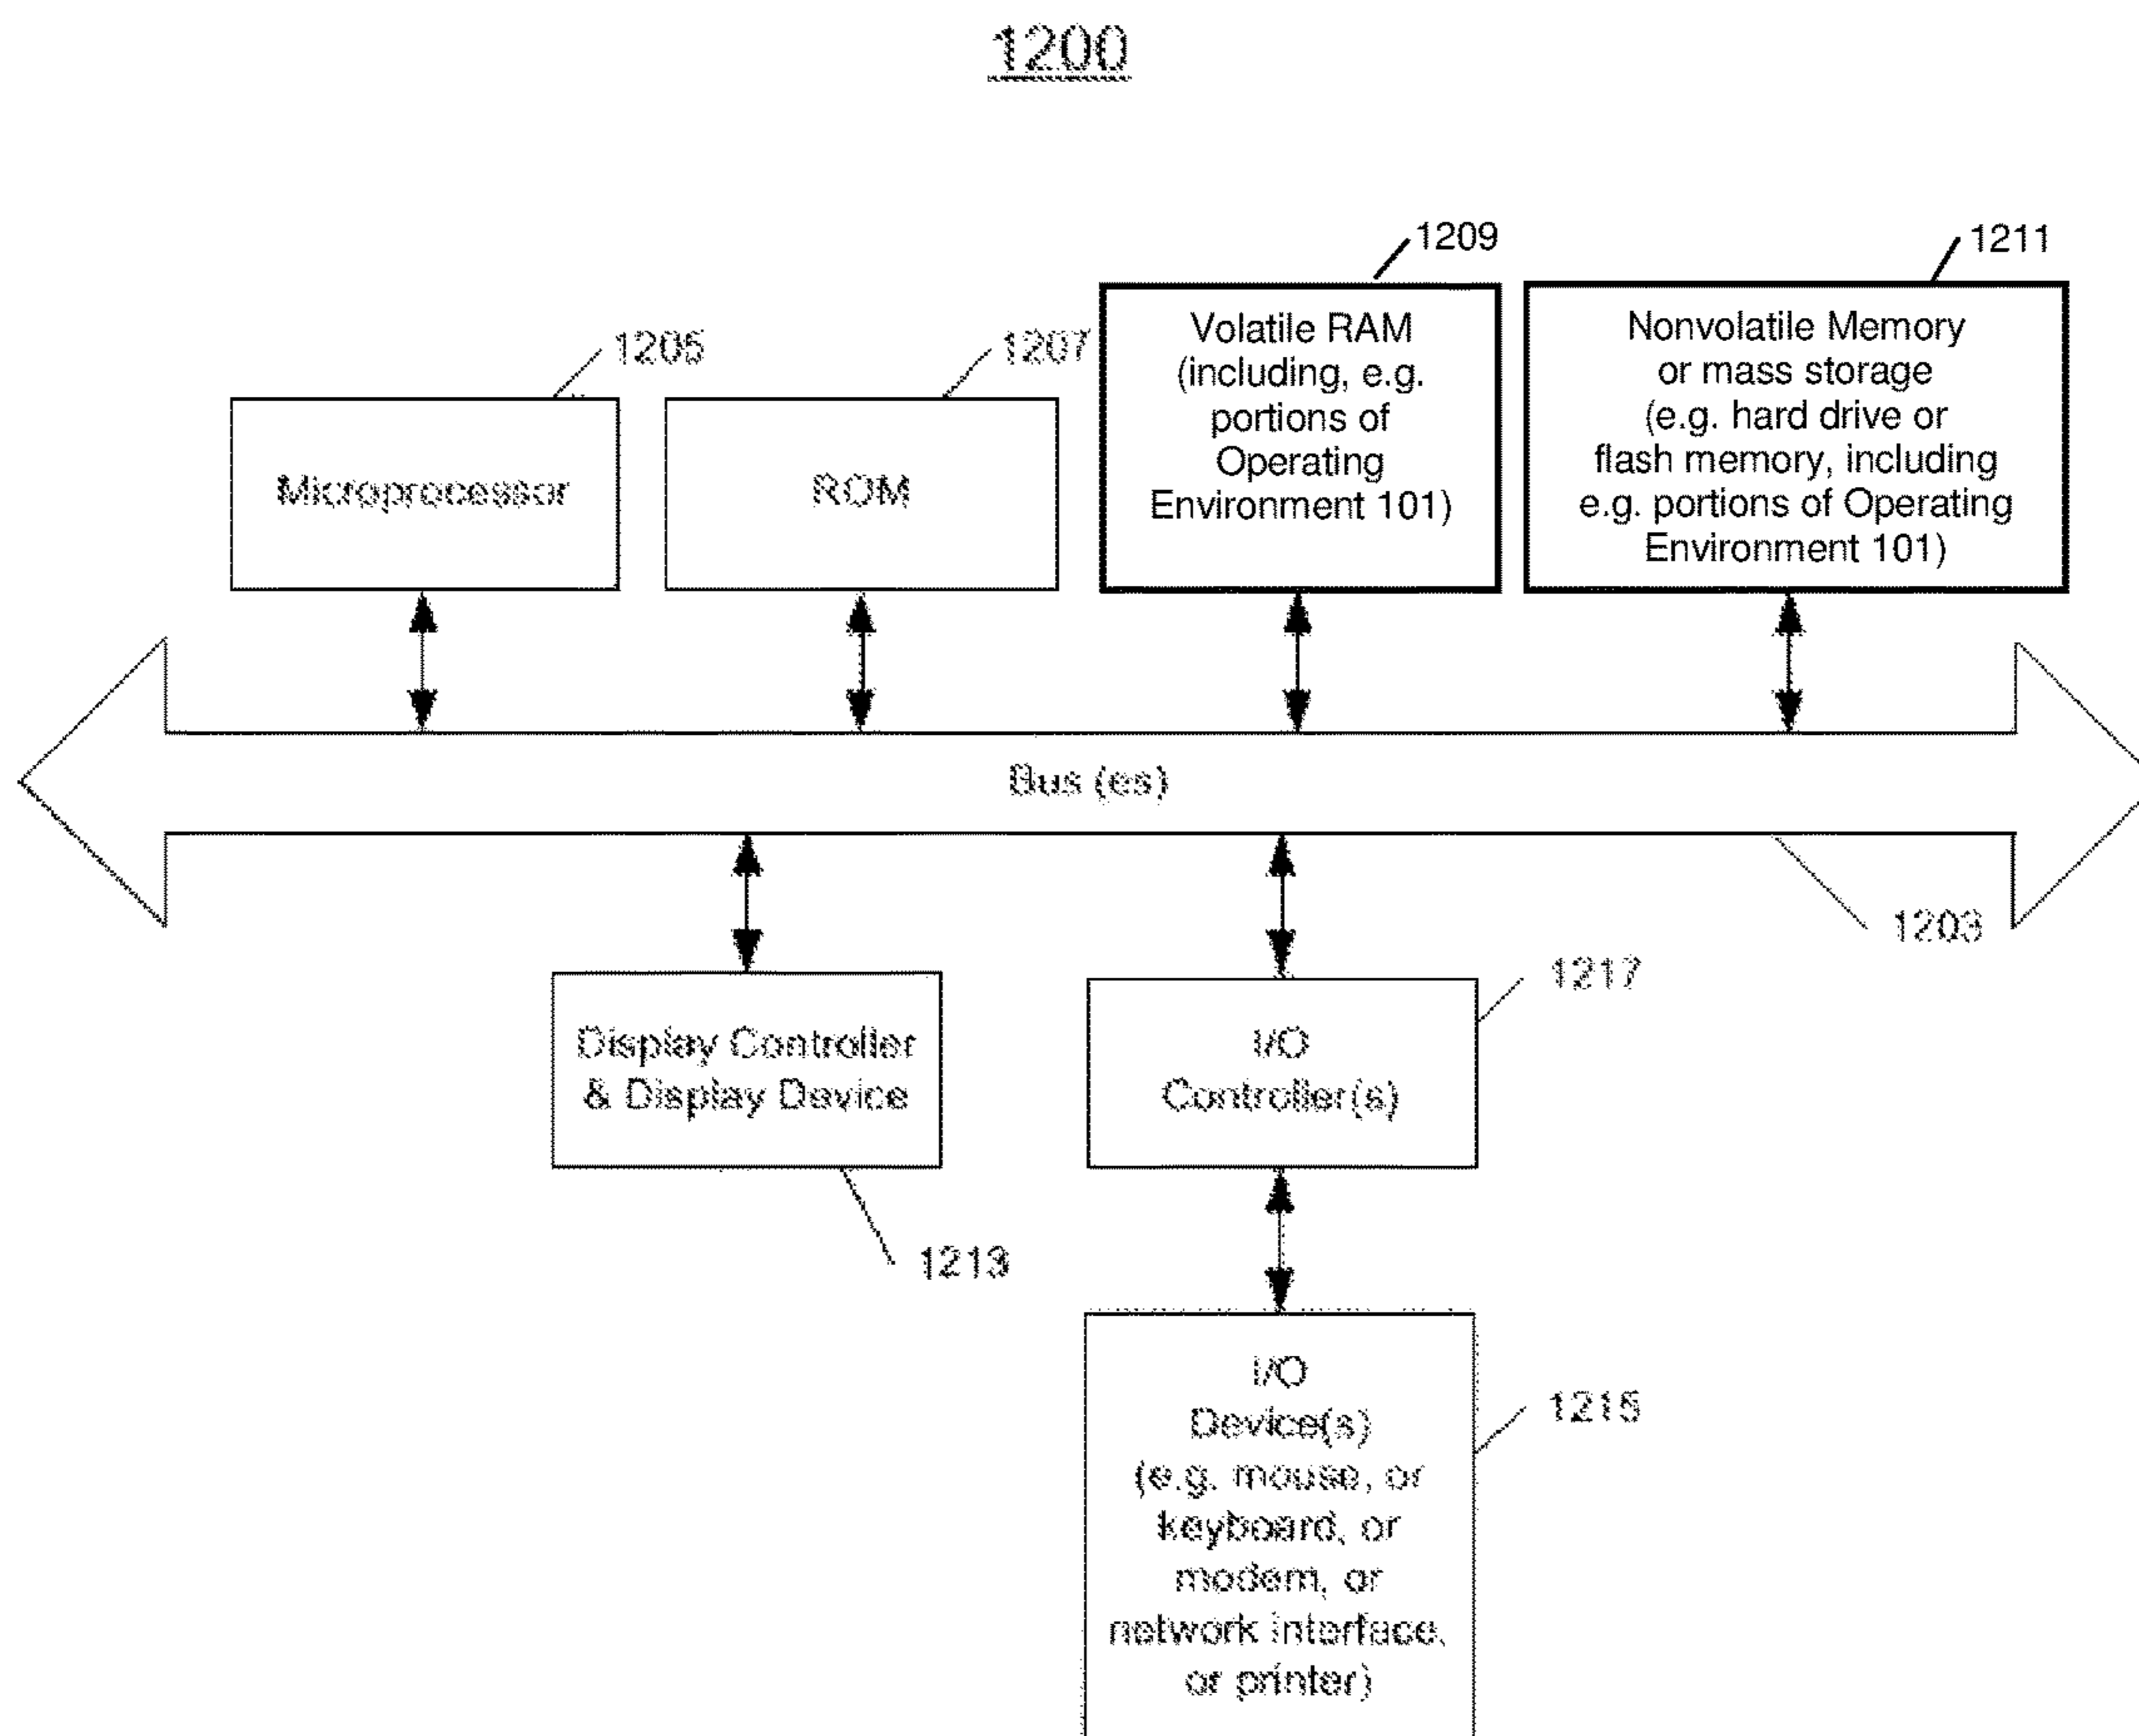 1200
1209
1211
1205
1207
Volatile RAM
(including, e.g.
portions of
Operating
Environment 101)
Nonvolatile Memory
or mass storage
(e.g. hard drive or
flash memory, including
e.g. portions of Operating
Environment 101)
Microprocessor
ROM
Bus (es)
1203
1217
Display Controller
& Display Device
I/O
Controller(s)
1213
1215
I/O
Device(s)
(e.g. mouse, or
keyboard, or
modem, or
network interface,
or printer)